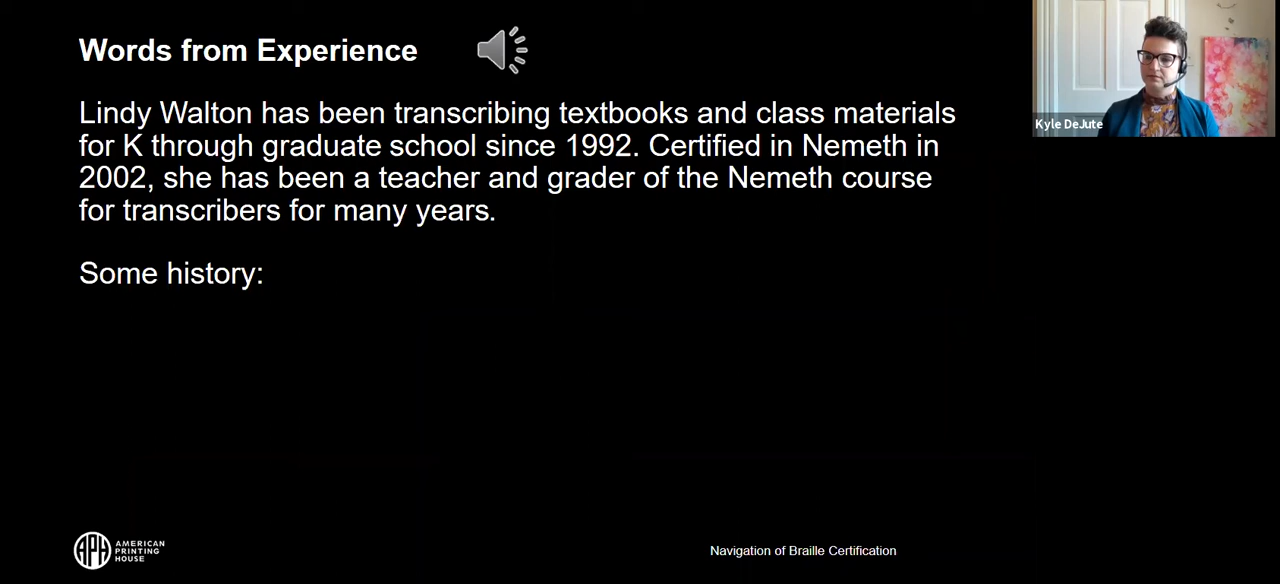 Words from Experience
Kyle DeJute
Lindy Walton has been transcribing textbooks and class materials
for K through graduate school since 1992. Certified in Nemeth in
2002, she has been a teacher and grader of the Nemeth course
for transcribers for many years.
Some history:
APH
AMERICAN
PRINTING
HOUSE
Navigation of Braille Certification